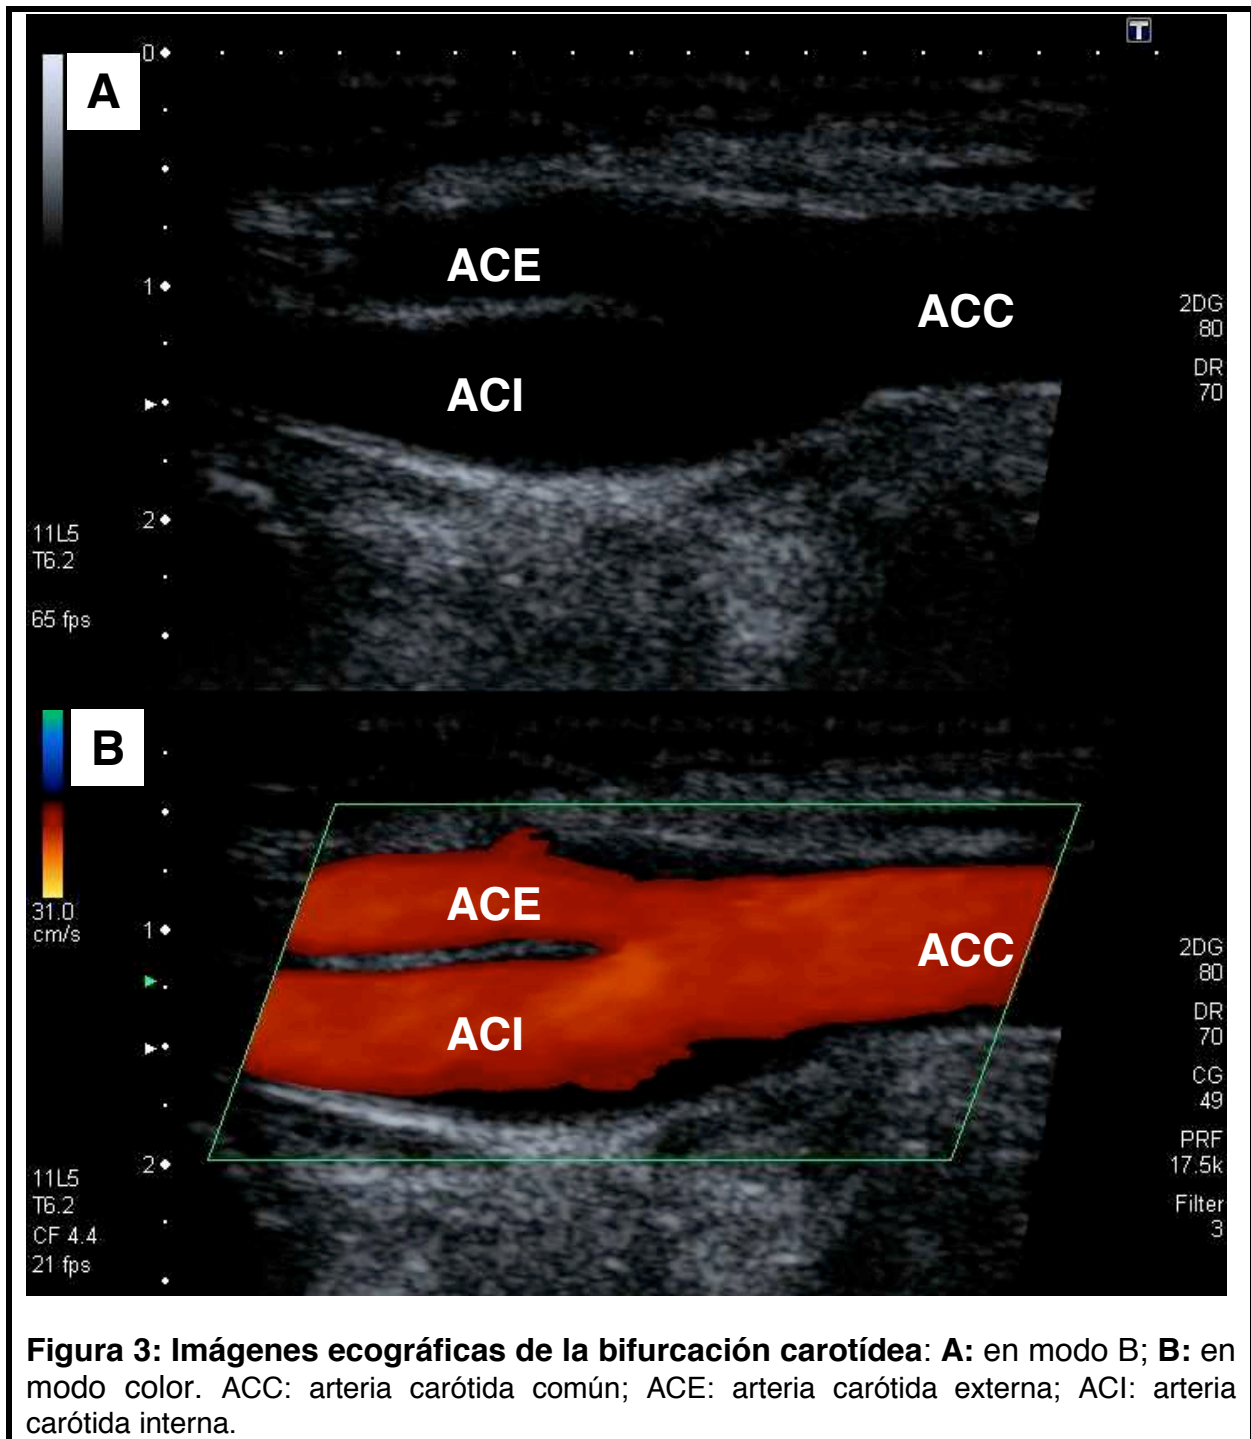 T
0
A
ACE
1
ACC
2DG
80
DR
70
ACI
2
11L5
T6.2
65 fps
B
31.0
cm/s
ACE
1
ACC
2DG
80
ACI
DR
70
CG
49
PRF
17.5k
2
11L5
T6.2
CF 4.4
21 fps
Filter
3
Figura 3: Imágenes ecográficas de la bifurcación carotídea: A: en modo B; B: en
modo color. ACC: arteria carótida común; ACE: arteria carótida externa; ACI: arteria
carótida interna.